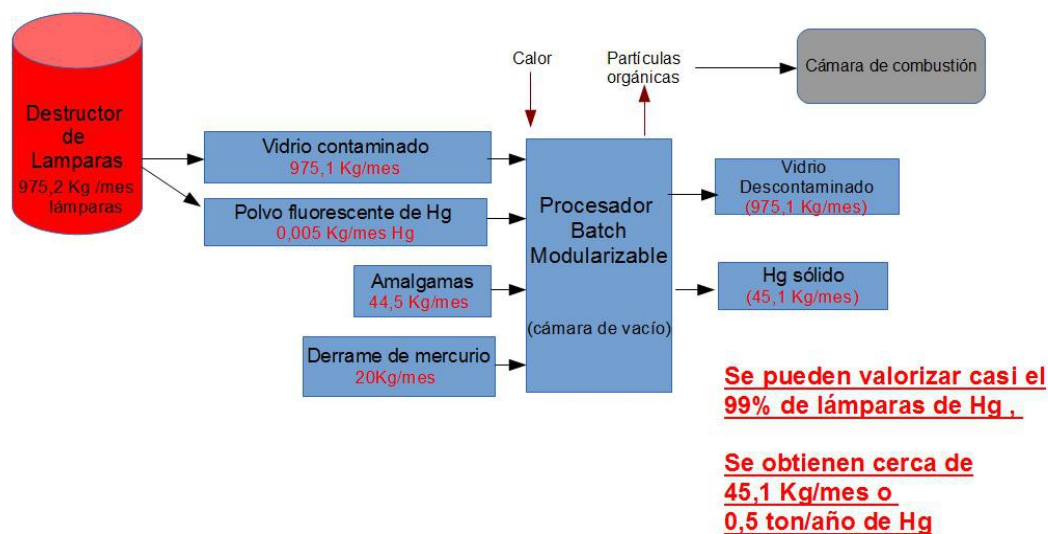 Destructor
de
Lamparas
975,2 Kg /mes
lámparas
Vidrio contaminado
975,1 Kg/mes
Polvo fluorescente de Hg
0,005 Kg/mes Hg
Amalgamas
44,5 Kg/mes
Derrame de mercurio
20Kg/mes
Calor
Partículas
orgánicas
Cámara de combustión
Procesador
Batch
Modularizable
(cámara de vacío)
Vidrio
Descontaminado
(975,1 Kg/mes)
Hg sólido
(45,1 Kg/mes)
Se pueden valorizar casi el
99% de lámparas de Hg ,
Se obtienen cerca de
45,1 Kg/mes o
0,5 ton/año de Hg